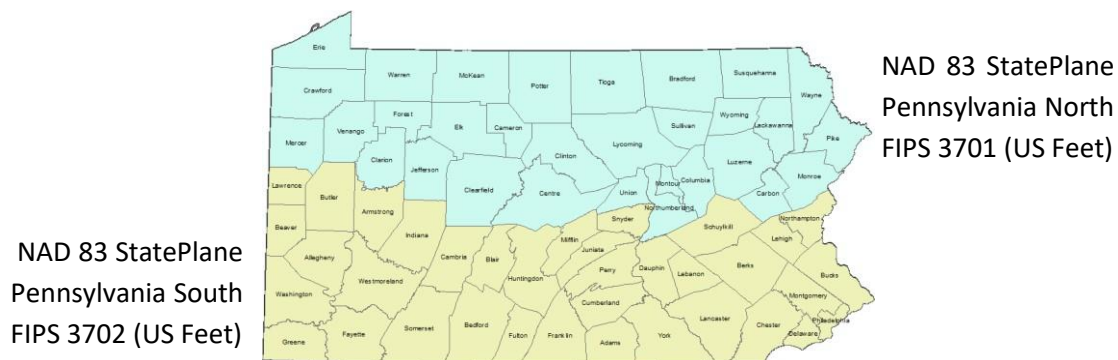 Erie
Warren
McKean
Potter
Tioga
Bradford
Susquehanna
Wayne
Crawford
Forest
Elk
Cameron
Sullivan
Wyoming
Lackawanna
Pike
Mercer
Venango
Clarion
Jefferson
Clinton
Lycoming
Luzerne
Monroe
Clearfield
Centre
Union
Montour
Columbia
Carbon
Northumberland
NAD 83 StatePlane
Pennsylvania North
FIPS 3701 (US Feet)
Lawrence
Butler
Armstrong
Indiana
Snyder
Schuylkill
Northampton
Beaver
Mifflin
Juniata
Lehigh
Allegheny
Westmoreland
Cambria
Blair
Huntingdon
Perry
Dauphin
Lebanon
Berks
Bucks
Washington
Cumberland
Montgomery
Greene
Fayette
Somerset
Bedford
Fulton
Franklin
Adams
York
Lancaster
Chester
Delaware
Philadelphia
NAD 83 StatePlane
Pennsylvania South
FIPS 3702 (US Feet)